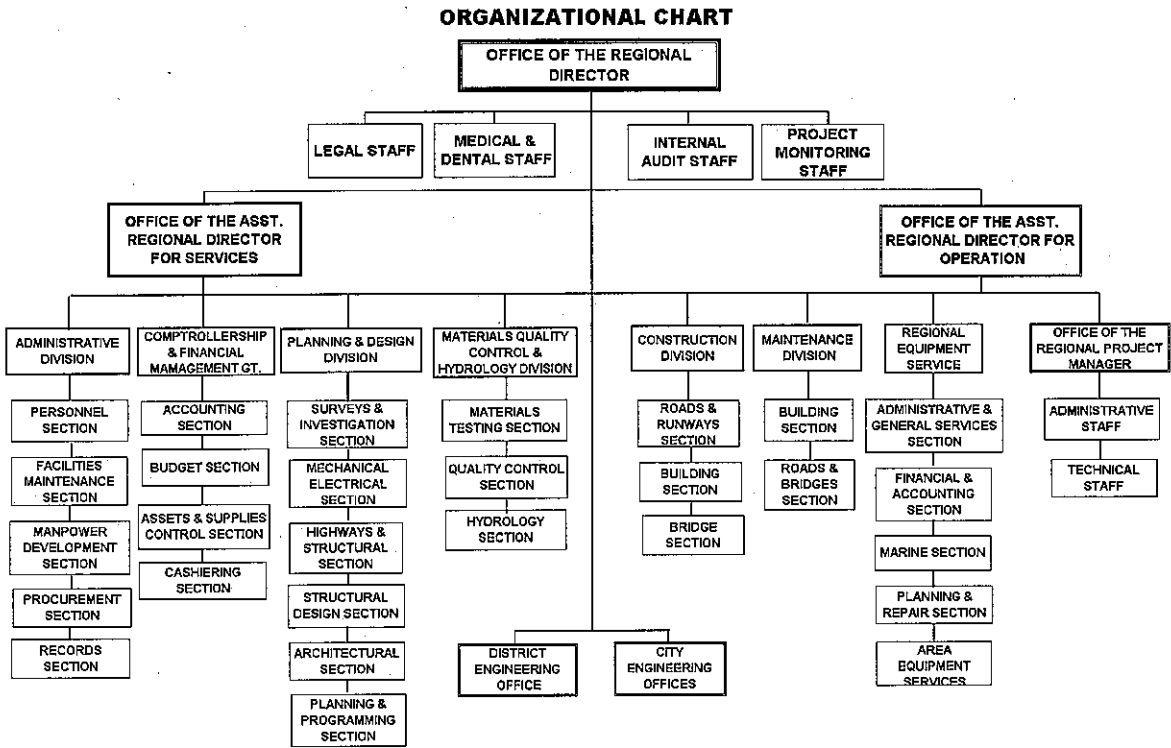 ORGANIZATIONAL CHART
OFFICE OF THE REGIONAL
DIRECTOR
LEGAL STAFF
MEDICAL &
DENTAL STAFF
INTERNAL
AUDIT STAFF
PROJECT
MONITORING
STAFF
OFFICE OF THE ASST.
REGIONAL DIRECTOR
FOR SERVICES
OFFICE OF THE ASST.
REGIONAL DIRECTOR FOR
OPERATION
ADMINISTRATIVE
DIVISION
COMPTROLLERSHIP
& FINANCIAL
MAMAGEMENT GT.
PLANNING & DESIGN
DIVISION
MATERIALS QUALITY
CONTROL &
HYDROLOGY DIVISION
CONSTRUCTION
DIVISION
MAINTENANCE
DIVISION
REGIONAL
EQUIPMENT
SERVICE
OFFICE OF THE
REGIONAL PROJECT
MANAGER
PERSONNEL
SECTION
FACILITIES
MAINTENANCE
SECTION
MANPOWER
DEVELOPMENT
SECTION
PROCUREMENT
SECTION
RECORDS
SECTION
ACCOUNTING
SECTION
BUDGET SECTION
ASSETS & SUPPLIES
CONTROL SECTION
CASHIERING
SECTION
SURVEYS &
INVESTIGATION
SECTION
MECHANICAL
ELECTRICAL
SECTION
HIGHWAYS &
STRUCTURAL
SECTION
STRUCTURAL
DESIGN SECTION
ARCHITECTURAL
SECTION
PLANNING &
PROGRAMMING
SECTION
MATERIALS
TESTING SECTION
QUALITY CONTROL
SECTION
HYDROLOGY
SECTION
ROADS &
RUNWAYS
SECTION
BUILDING
SECTION
BRIDGE
SECTION
BUILDING
SECTION
ROADS &
BRIDGES
SECTION
ADMINISTRATIVE &
GENERAL SERVICES
SECTION
FINANCIAL &
ACCOUNTING
SECTION
MARINE SECTION
PLANNING &
REPAIR SECTION
AREA
EQUIPMENT
SERVICES
ADMINISTRATIVE
STAFF
TECHNICAL
STAFF
DISTRICT
ENGINEERING
OFFICE
CITY
ENGINEERING
OFFICES